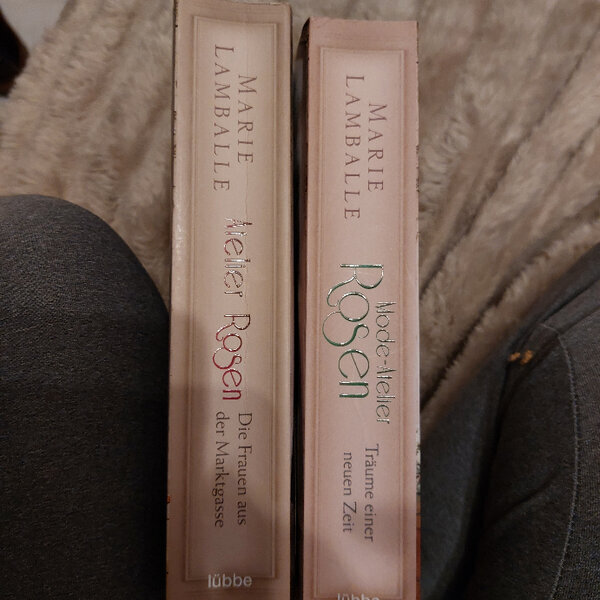 MARIE
LAMBALLE
Atelier Rosen
Die Frauen aus
der Marktgasse
lübbe
MARIE
LAMBALLE
Mode-Atelier
Rosen
Träume einer
neuen Zeit
lübbe